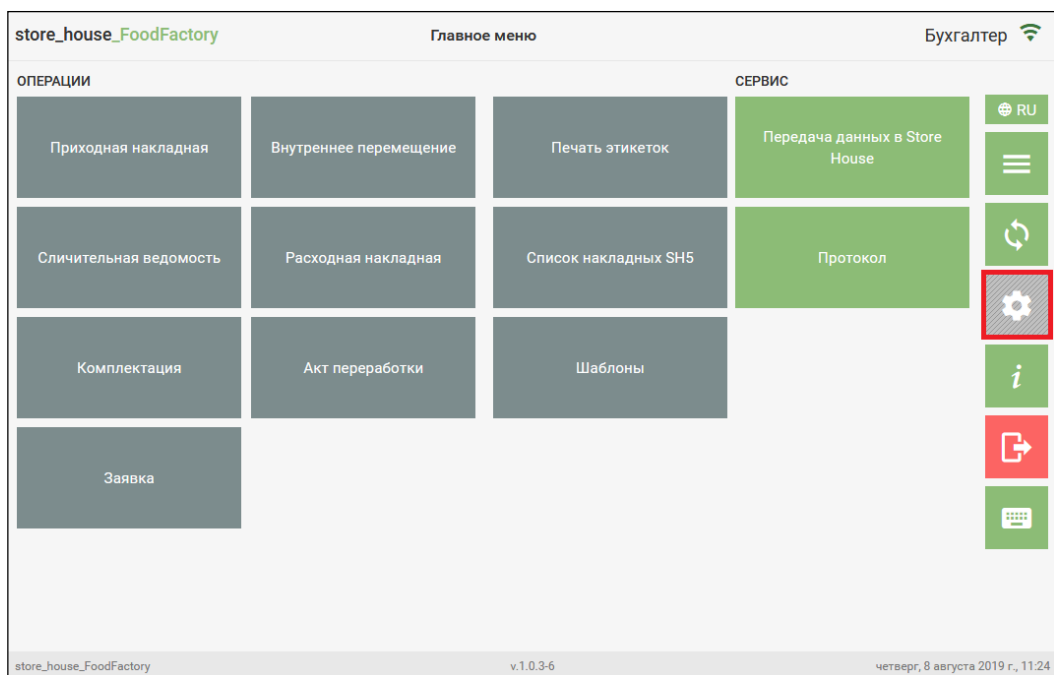 store_house_FoodFactory
Главное меню
Бухгалтер
ОПЕРАЦИИ
СЕРВИС
RU
Приходная накладная
Внутреннее перемещение
Печать этикеток
Передача данных в Store
House
Сличительная ведомость
Расходная накладная
Список накладных SH5
Протокол
Комплектация
Акт переработки
Шаблоны
i
Заявка
store_house_FoodFactory
v.1.0.3-6
четверг, 8 августа 2019 г., 11:24